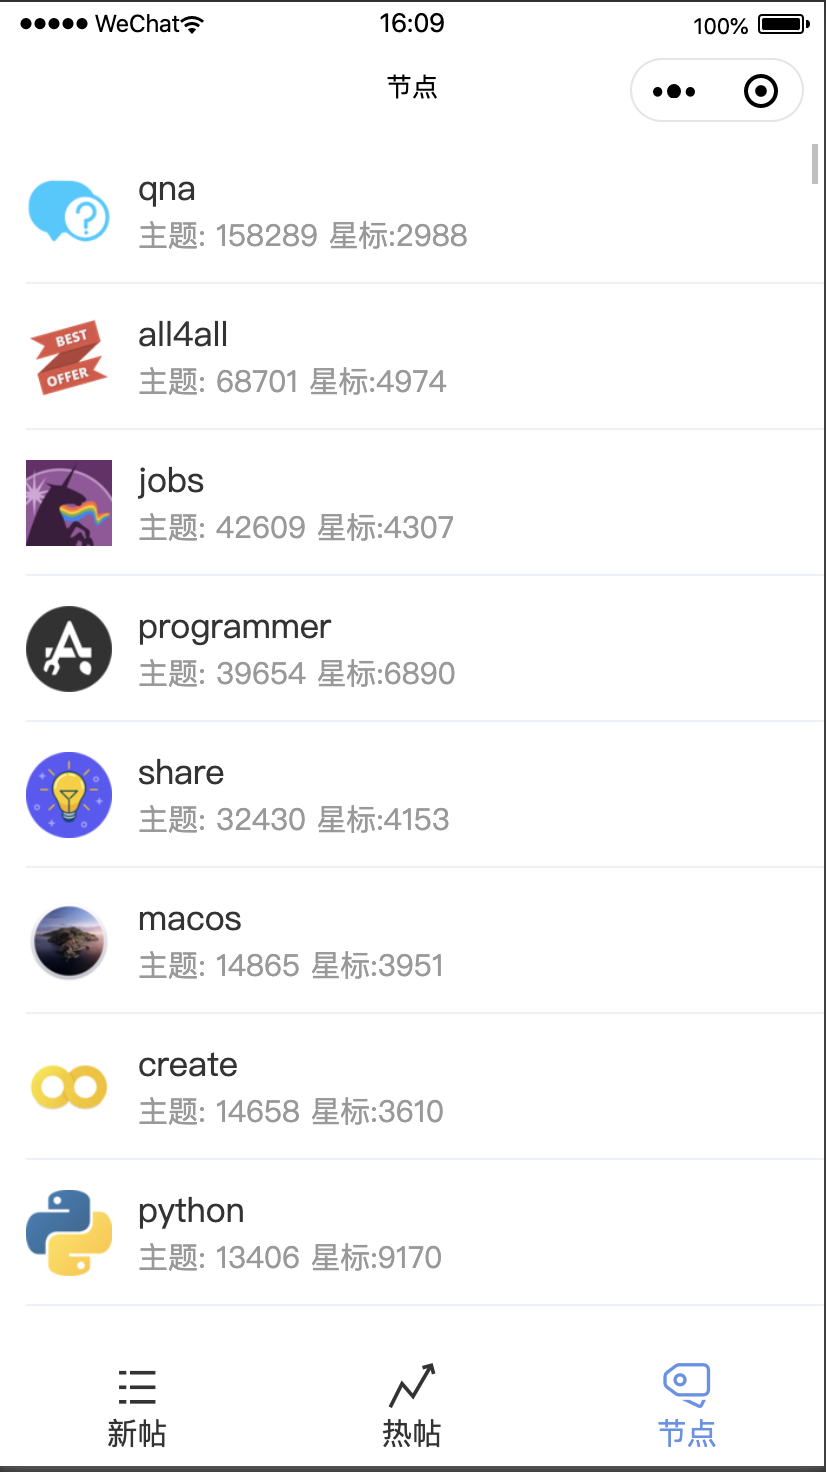 WeChat 16:09 100%
节点
qna
主题: 158289 星标:2988
BEST
OFFER
all4all
主题: 68701 星标:4974
jobs
主题: 42609 星标:4307
programmer
主题: 39654 星标:6890
share
主题: 32430 星标:4153
macos
主题: 14865 星标:3951
create
主题: 14658 星标:3610
python
主题: 13406 星标:9170
新帖 热帖 节点